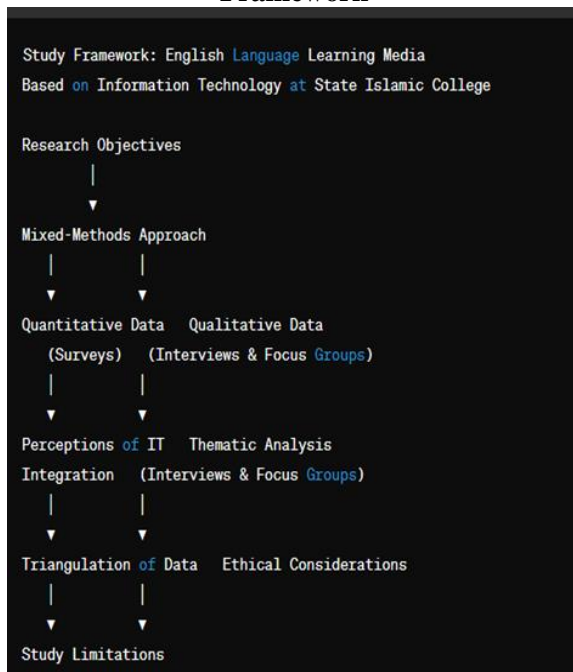 Study Framework: English Language Learning Media
Based on Information Technology at State Islamic College
Research Objectives
Mixed-Methods Approach
Quantitative Data Qualitative Data
(Surveys) (Interviews & Focus Groups)
Perceptions of IT Thematic Analysis
Integration (Interviews & Focus Groups)
Triangulation of Data Ethical Considerations
Study Limitations